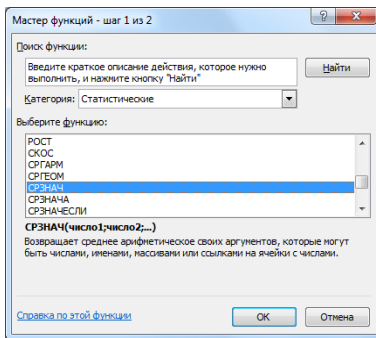 Мастер функций - шаг 1 из 2
Поиск функции:
Введите краткое описание действия, которое нужно
выполнить, и нажмите кнопку "Найти"
Найти
Категория: Статистические
Выберите функцию:
РОСТ
СКОС
СРГАРМ
СРГЕОМ
СРЗНАЧ
СРЗНАЧА
СРЗНАЧЕСЛИ
СРЗНАЧ(число1;число2;...)
Возвращает среднее арифметическое своих аргументов, которые могут
быть числами, именами, массивами или ссылками на ячейки с числами.
Справка по этой функции
ОК
Отмена